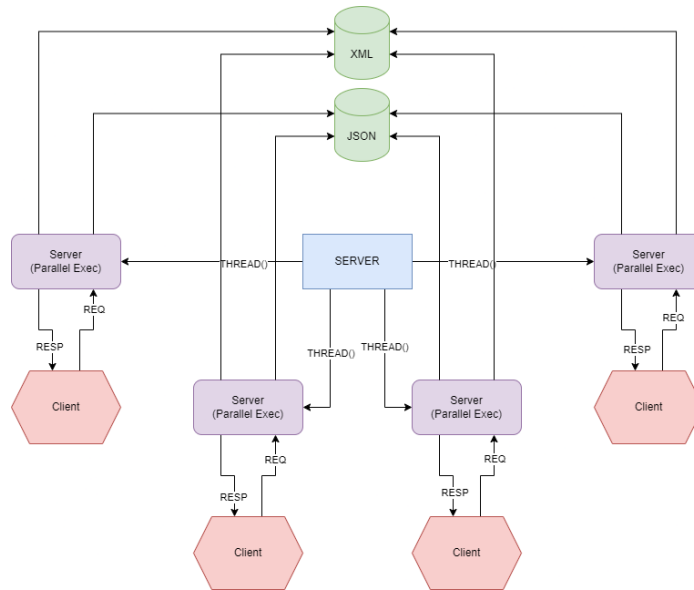 XML
JSON
Server
(Parallel Exec)
THREAD()
SERVER
THREAD()
Server
(Parallel Exec)
REQ
REQ
RESP
RESP
THREAD()
THREAD()
Client
Server
(Parallel Exec)
Server
(Parallel Exec)
Client
REQ
REQ
RESP
RESP
Client
Client